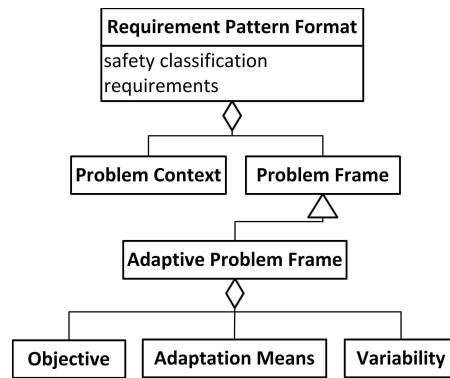 Requirement Pattern Format
safety classification
requirements
Problem Context
Problem Frame
Adaptive Problem Frame
Objective
Adaptation Means
Variability